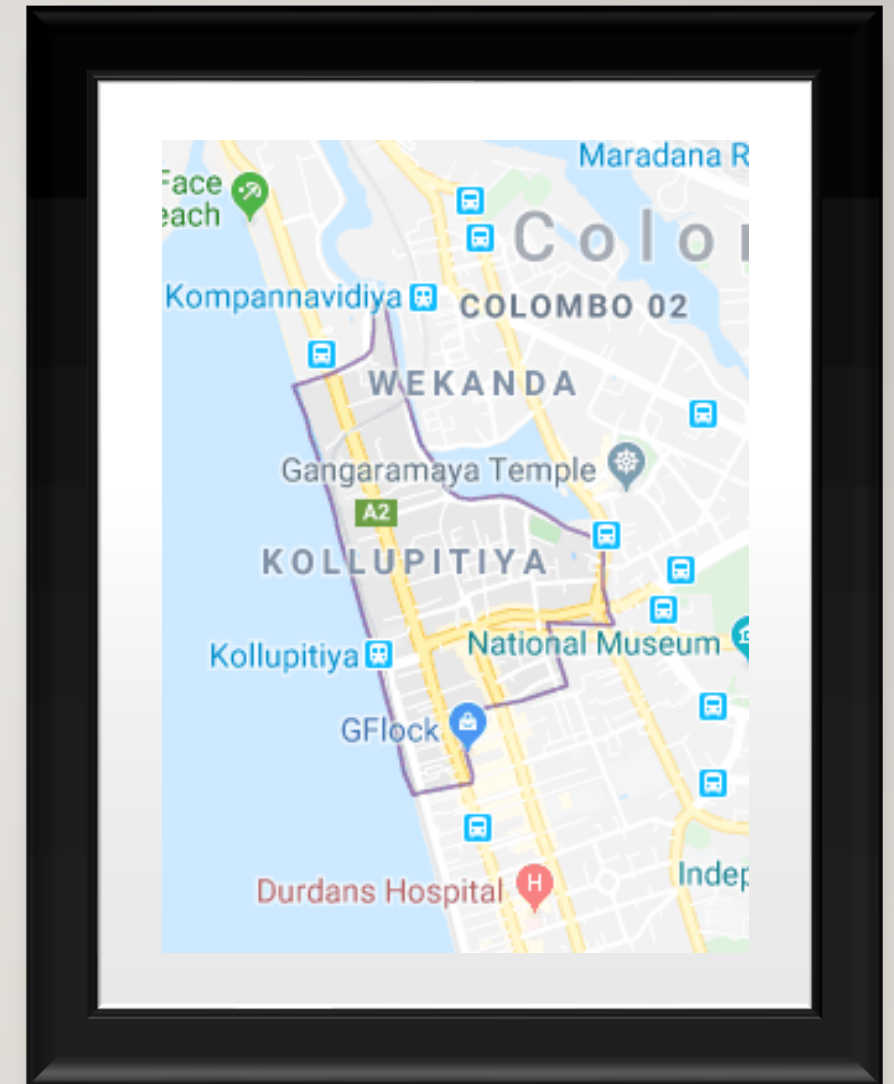 Maradana R
Face
each
Colo
Kompannavidiya
COLOMBO 02
WEKANDA
Gangaramaya Temple
A2
KOLLUPITIYA
National Museum
Kollupitiya
GFlock
Indep
Durdans Hospital
H